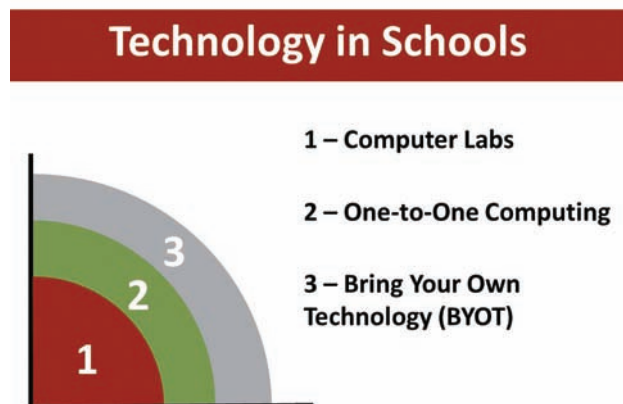 Technology in Schools
1 – Computer Labs
2 – One-to-One Computing
3 – Bring Your Own
Technology (BYOT)
3
2
1